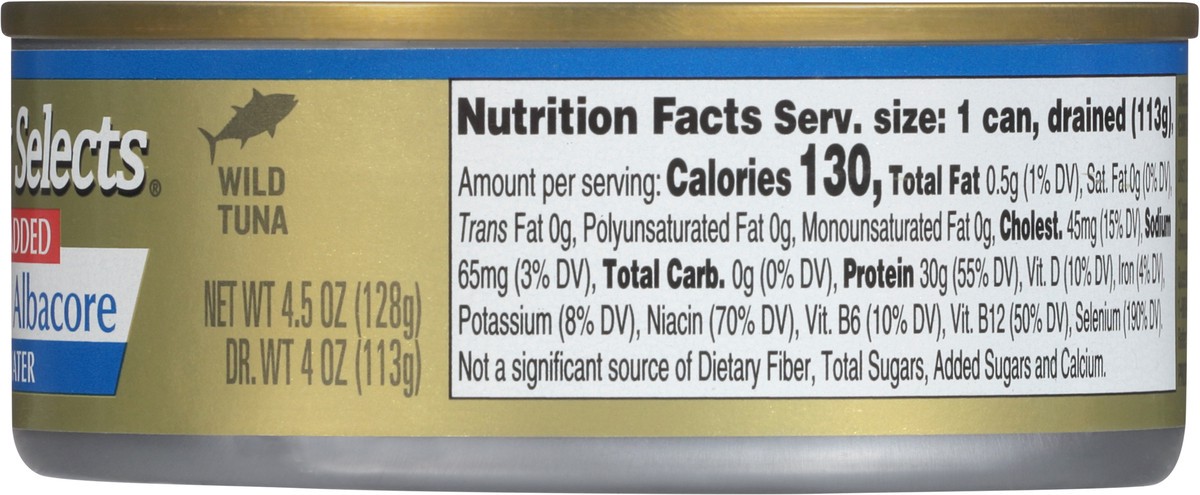 Selects®
DDED
Albacore
ATER
WILD
TUNA
NET WT 4.5 OZ (128g)
DR. WT 4 OZ (113g)
Nutrition Facts Serv. size: 1 can, drained (113g),
Amount per serving: Calories 130, Total Fat 0.5g (1% DV), Sat. Fat 0g (0% DV),
Trans Fat 0g, Polyunsaturated Fat 0g, Monounsaturated Fat 0g, Cholest. 45mg (15% DV), Sodium
65mg (3% DV), Total Carb. 0g (0% DV), Protein 30g (55% DV), Vit. D (10% DV), Iron (4% DV),
Potassium (8% DV), Niacin (70% DV), Vit. B6 (10% DV), Vit. B12 (50% DV), Selenium (190% DV).
Not a significant source of Dietary Fiber, Total Sugars, Added Sugars and Calcium.